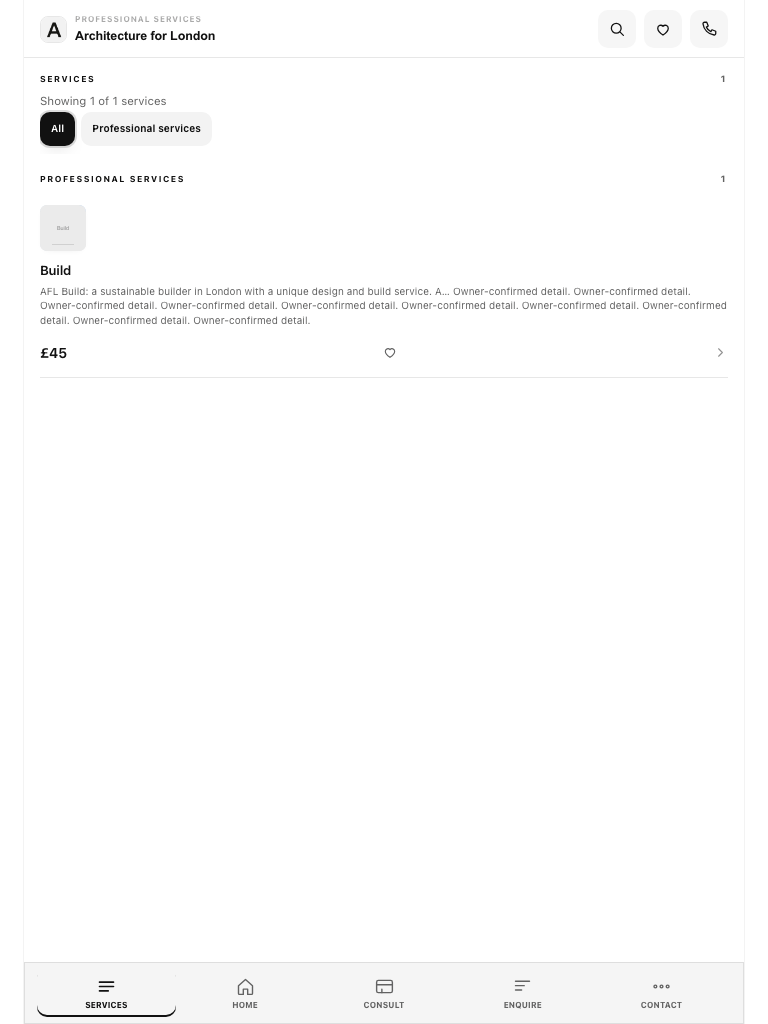 A
PROFESSIONAL SERVICES
Architecture for London
SERVICES
1
Showing 1 of 1 services
All
Professional services
PROFESSIONAL SERVICES
1
Build
Build
AFL Build: a sustainable builder in London with a unique design and build service. A... Owner-confirmed detail. Owner-confirmed detail.
Owner-confirmed detail. Owner-confirmed detail. Owner-confirmed detail. Owner-confirmed detail. Owner-confirmed detail. Owner-confirmed
detail. Owner-confirmed detail. Owner-confirmed detail.
£45
SERVICES
HOME
CONSULT
ENQUIRE
CONTACT